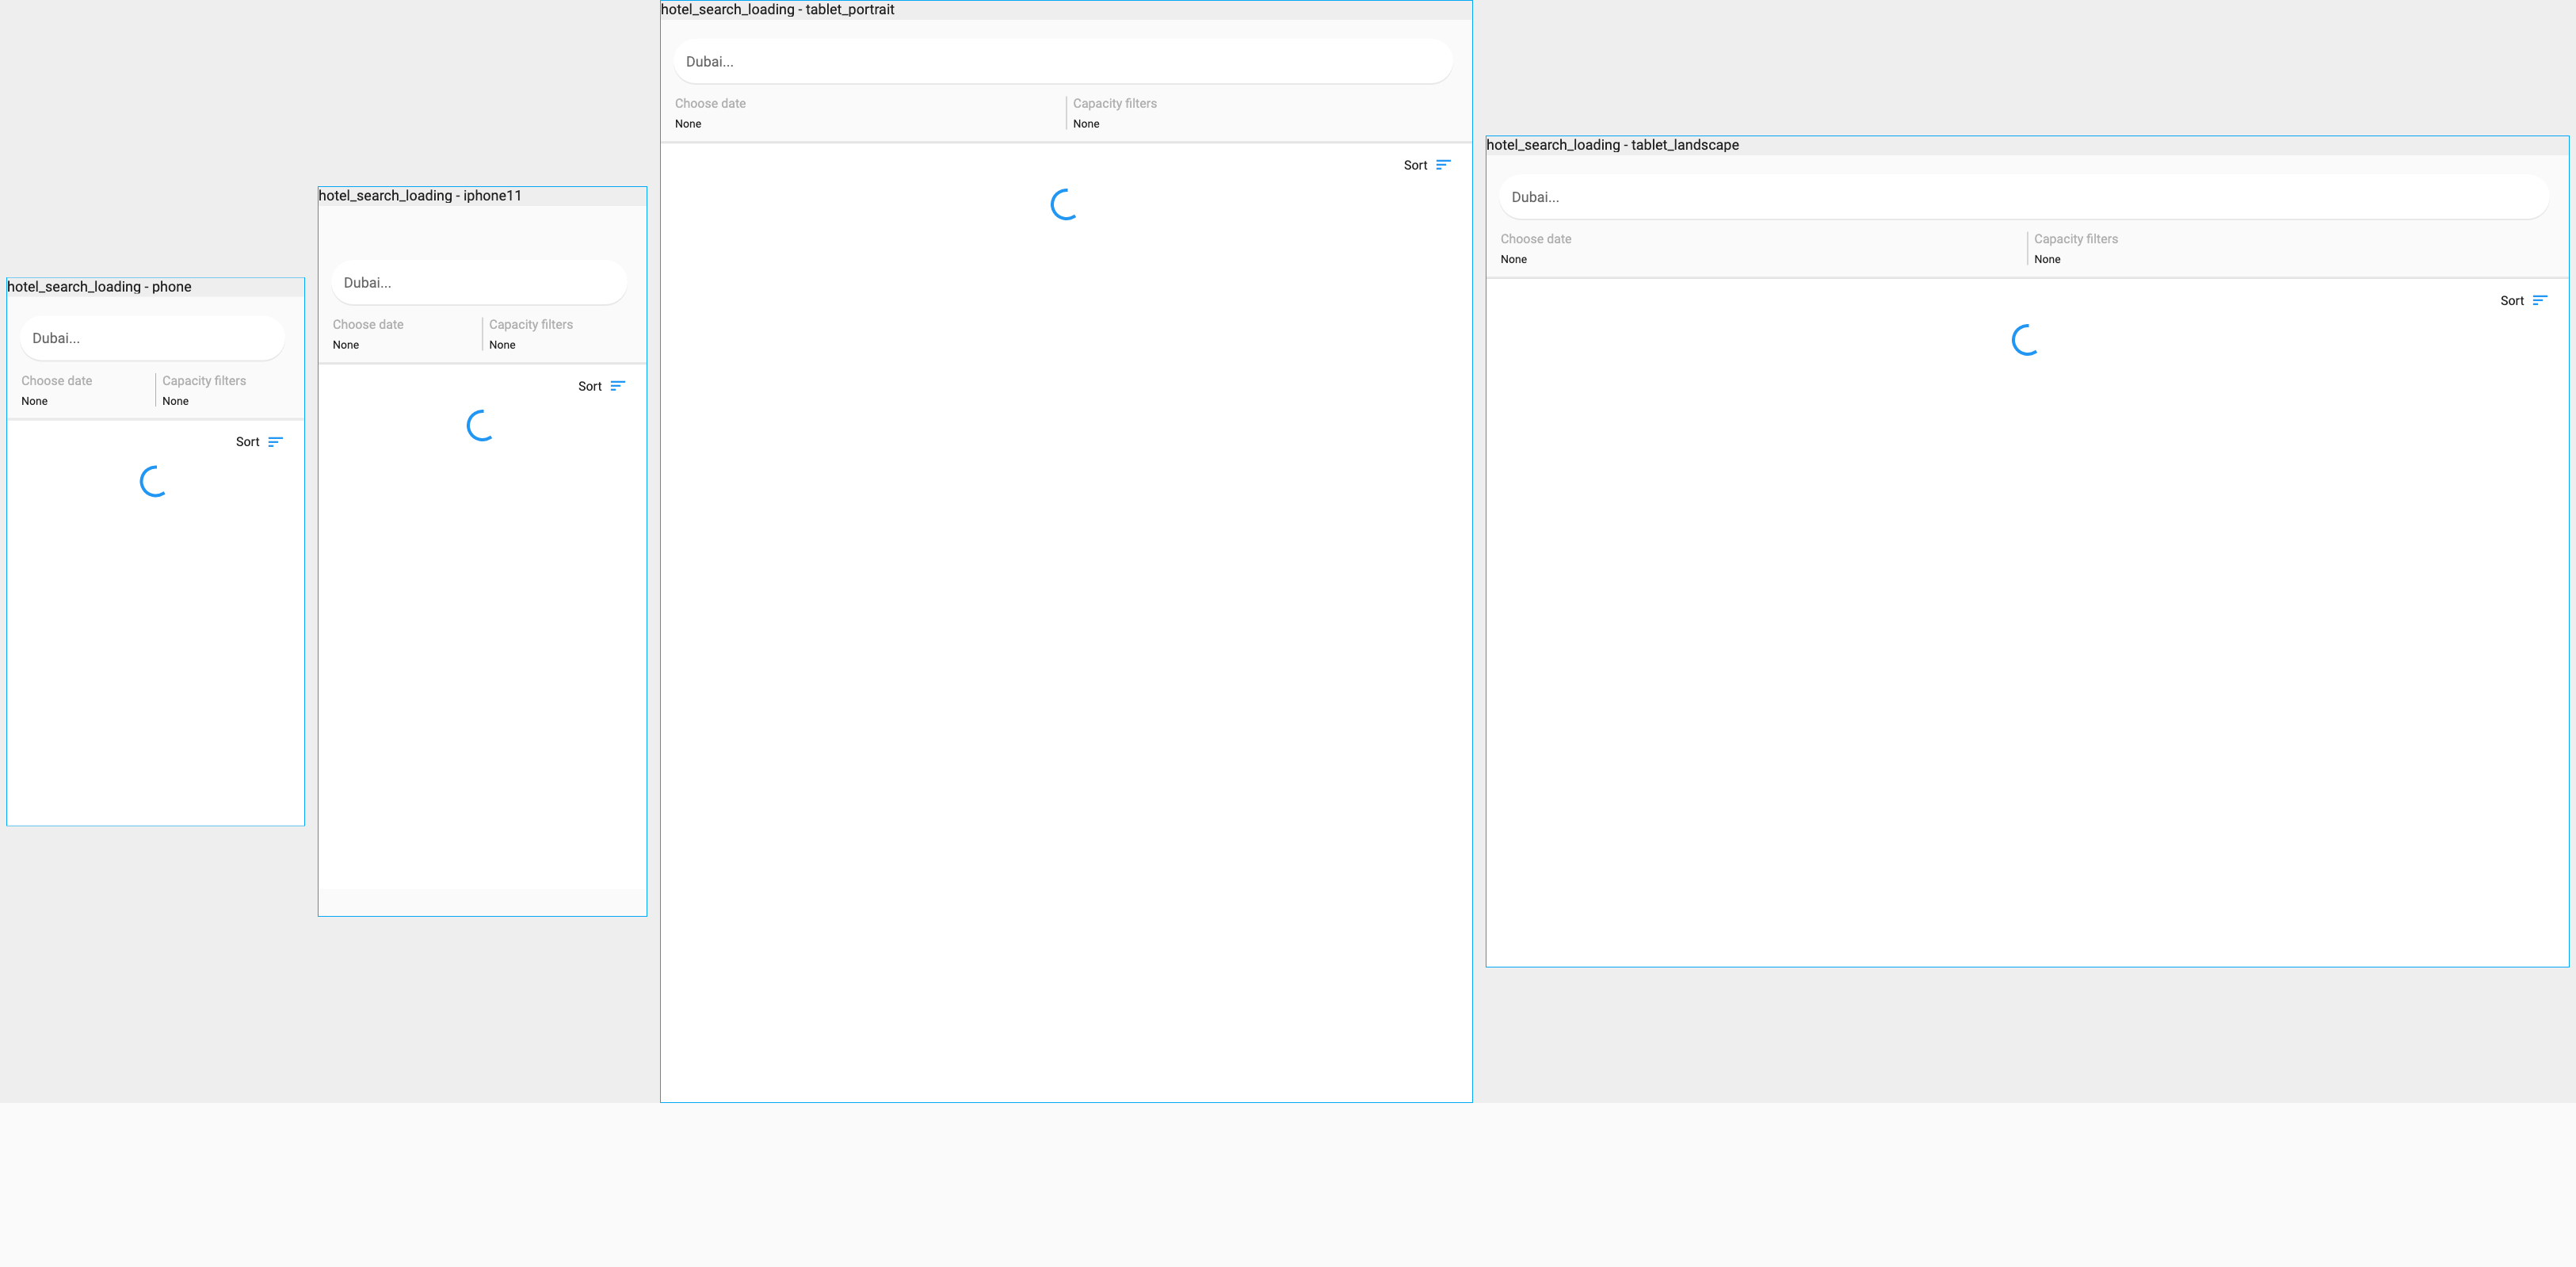 hotel_search_loading - phone
Dubai...
Choose date
Capacity filters
None
None
Sort
hotel_search_loading - iphone11
Dubai...
Choose date
Capacity filters
None
None
Sort
hotel_search_loading - tablet_portrait
Dubai...
Choose date
Capacity filters
None
None
Sort
hotel_search_loading - tablet_landscape
Dubai...
Choose date
Capacity filters
None
None
Sort